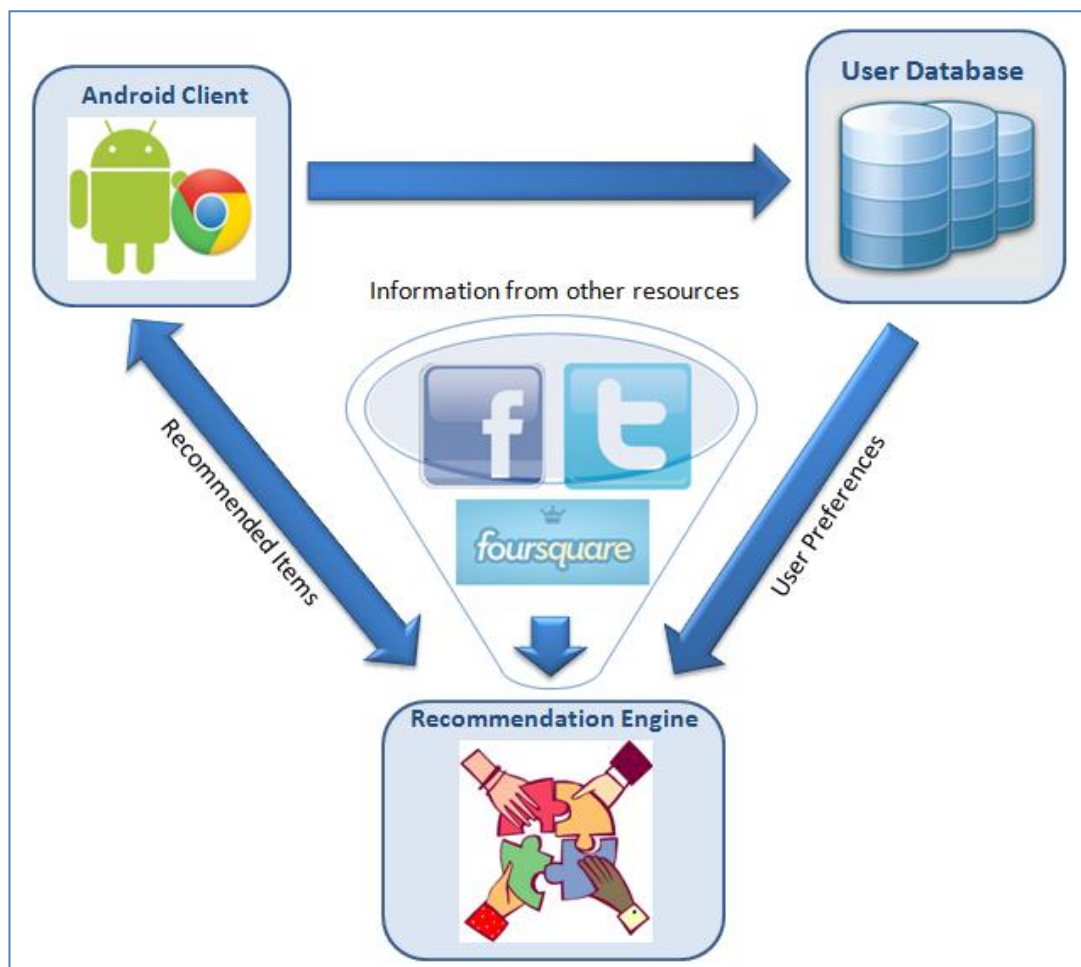 Android Client
User Database
Information from other resources
f
t
foursquare
Recommended Items
User Preferences
Recommendation Engine